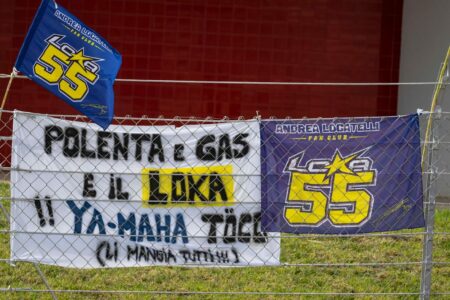 ANDREA LOCATELLI
FAN CLUB
LOKA
55
POLENTA E GAS
E IL LOKA
!! YA-MAHA TÖCC
(LI MANGIA TUTTI!!!!)
ANDREA LOCATELLI
FAN CLUB
LOKA
55